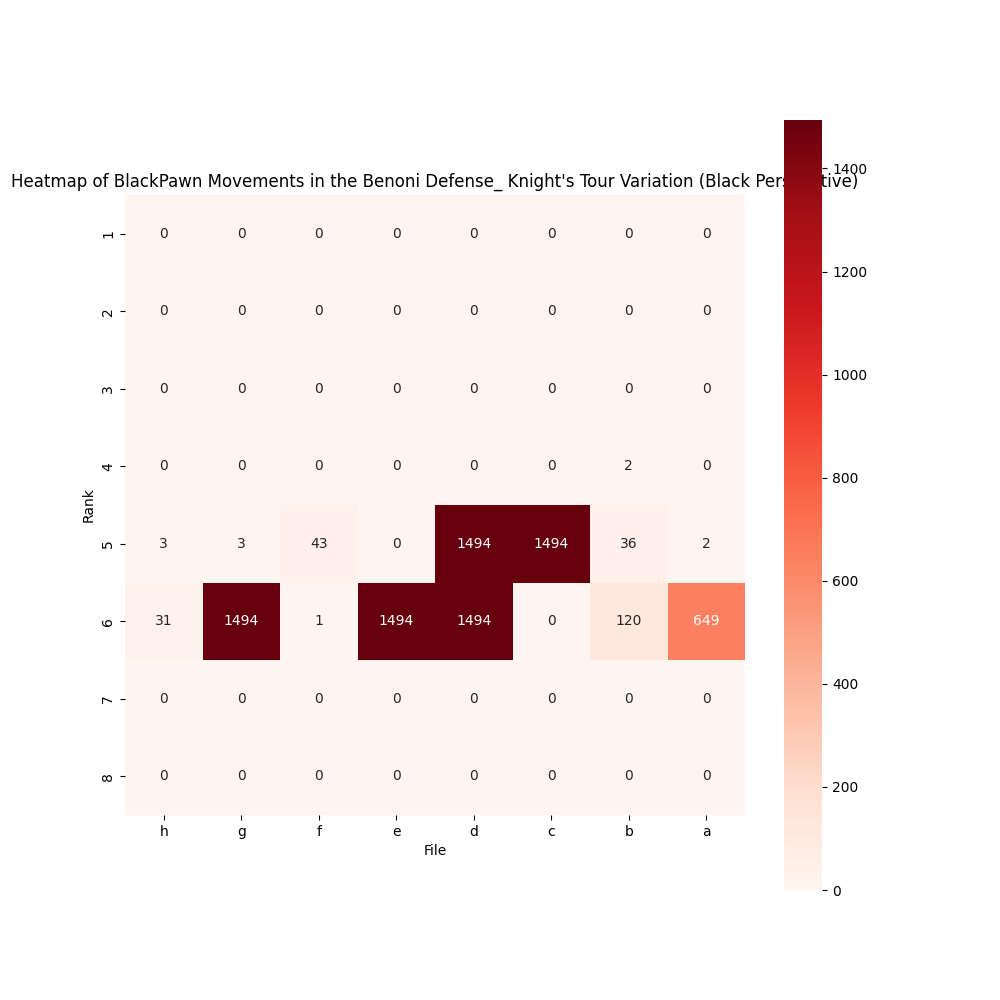 Heatmap of BlackPawn Movements in the Benoni Defense_ Knight's Tour Variation (Black Perspective)
1400
1 0 0 0 0 0 0 0 0
1200
2 0 0 0 0 0 0 0 0
1000
3 0 0 0 0 0 0 0 0
4 0 0 0 0 0 0 2 0
800
Rank
5 3 3 43 0 1494 1494 36 2
600
6 31 1494 1 1494 1494 0 120 649
400
7 0 0 0 0 0 0 0 0
8 0 0 0 0 0 0 0 0
200
h g f e d c b a
File
0